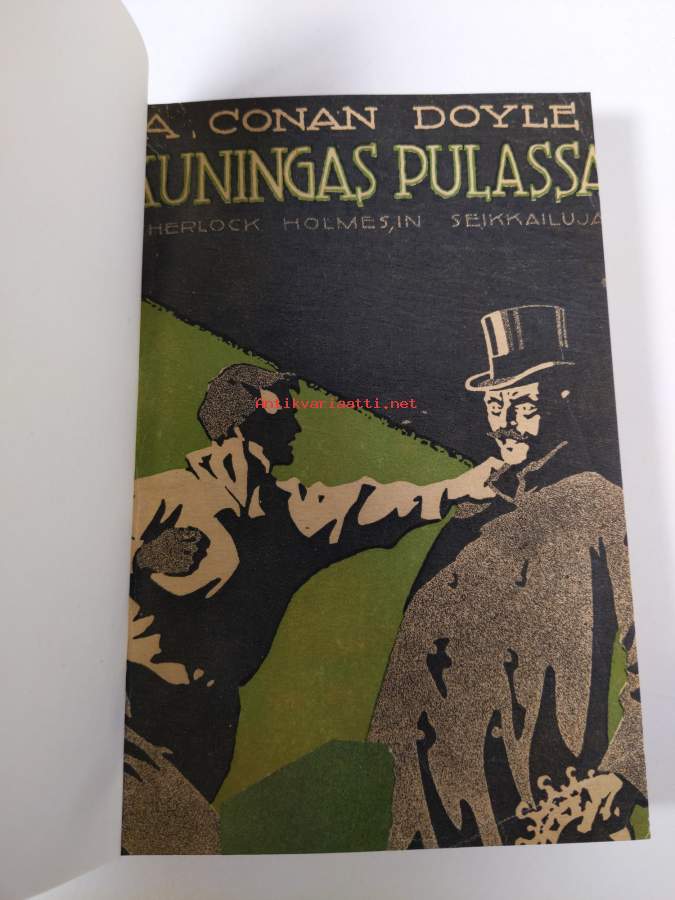 A. CONAN DOYLE
KUNINGAS PULASSA
SHERLOCK HOLMES,IN SEIKKAILUJA
Antikvariaatti.net